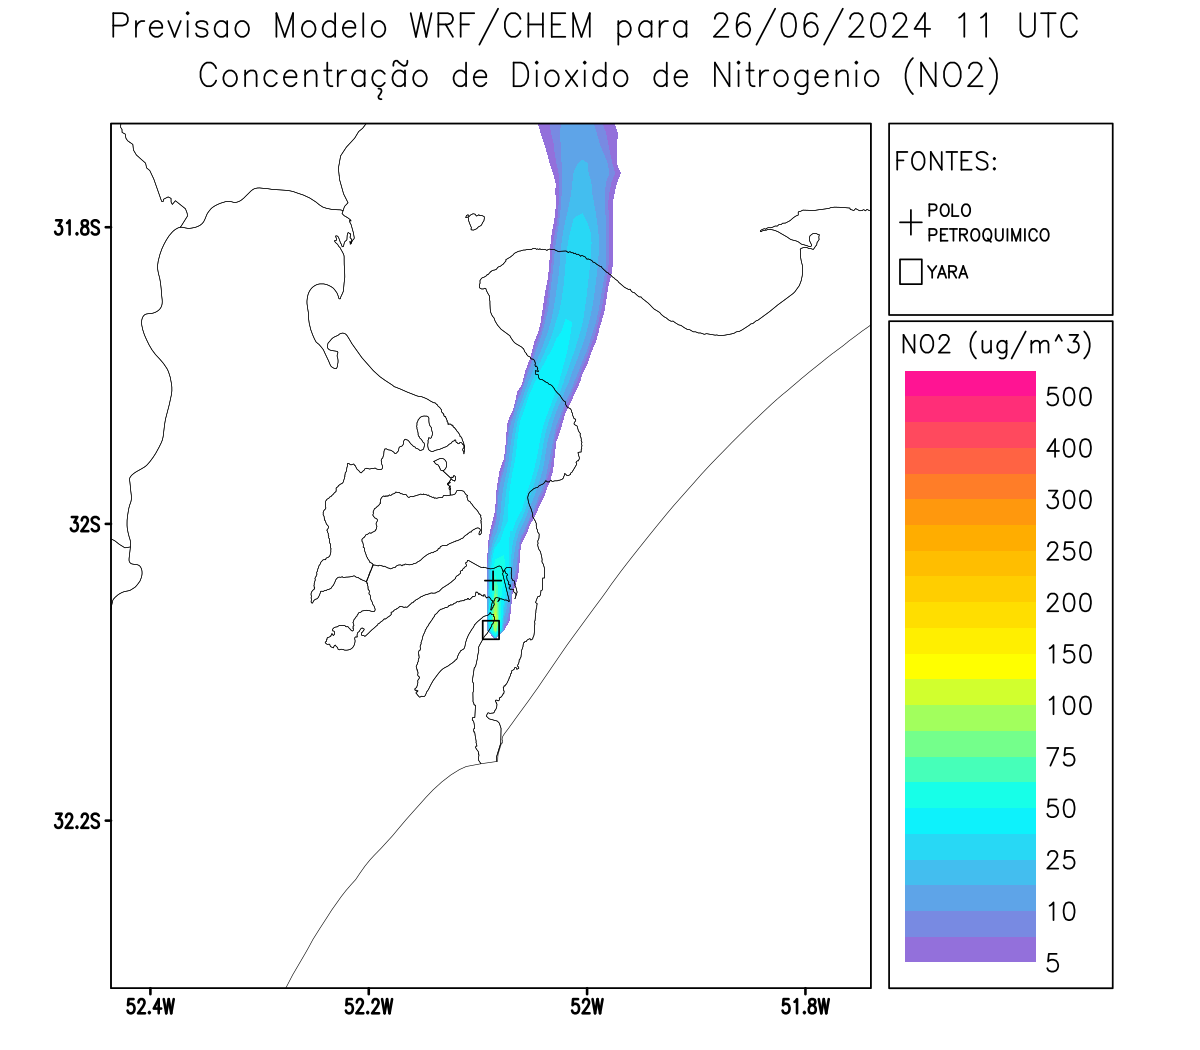 Previsao Modelo WRF/CHEM para 26/06/2024 11 UTC
Concentração de Dioxido de Nitrogenio (NO2)
FONTES:
POLO
PETROQUIMICO
YARA
31.8S
32S
32.2S
52.4W
52.2W
52W
51.8W
NO2 (ug/m^3)
500
400
300
250
200
150
100
75
50
25
10
5